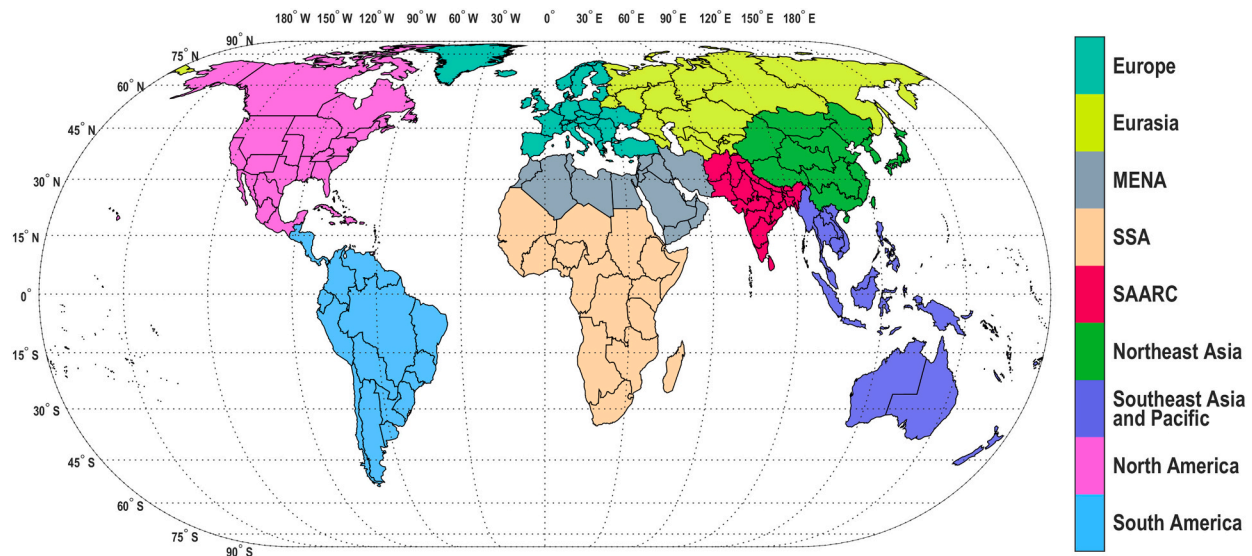 180° W 150° W 120° W 90° W 60° W 30° W 0° 30° E 60° E 90° E 120° E 150° E 180° E
90° N
75° N
60° N
45° N
30° N
15° N
0°
15° S
30° S
45° S
60° S
75° S
90° S
Europe
Eurasia
MENA
SSA
SAARC
Northeast Asia
Southeast Asia
and Pacific
North America
South America